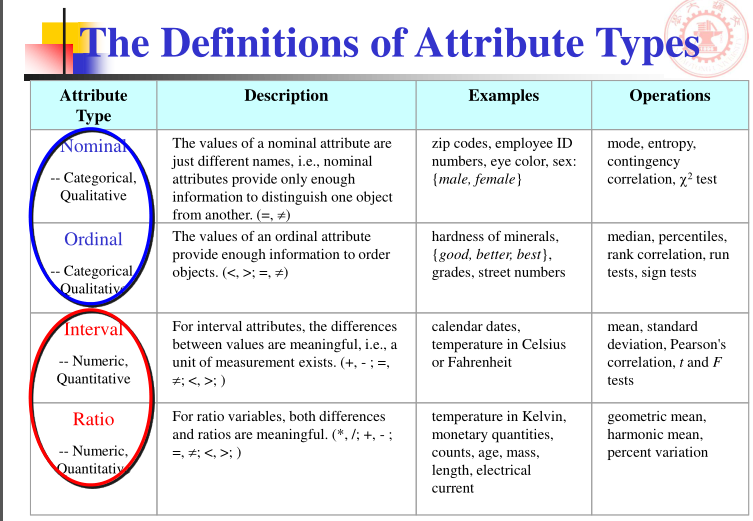 The Definitions of Attribute Types
Attribute
Type
Description
Examples
Operations
Nominal
-- Categorical,
Qualitative
The values of a nominal attribute are
just different names, i.e., nominal
attributes provide only enough
information to distinguish one object
from another. (=, ≠)
zip codes, employee ID
numbers, eye color, sex:
{male, female}
mode, entropy,
contingency
correlation, χ² test
Ordinal
-- Categorical,
Qualitative
The values of an ordinal attribute
provide enough information to order
objects. (<, >; =, ≠)
hardness of minerals,
{good, better, best},
grades, street numbers
median, percentiles,
rank correlation, run
tests, sign tests
Interval
-- Numeric,
Quantitative
For interval attributes, the differences
between values are meaningful, i.e., a
unit of measurement exists. (+, - ; =,
≠; <, >; )
calendar dates,
temperature in Celsius
or Fahrenheit
mean, standard
deviation, Pearson's
correlation, t and F
tests
Ratio
-- Numeric,
Quantitative
For ratio variables, both differences
and ratios are meaningful. (*, /; +, - ;
=, ≠; <, >; )
temperature in Kelvin,
monetary quantities,
counts, age, mass,
length, electrical
current
geometric mean,
harmonic mean,
percent variation